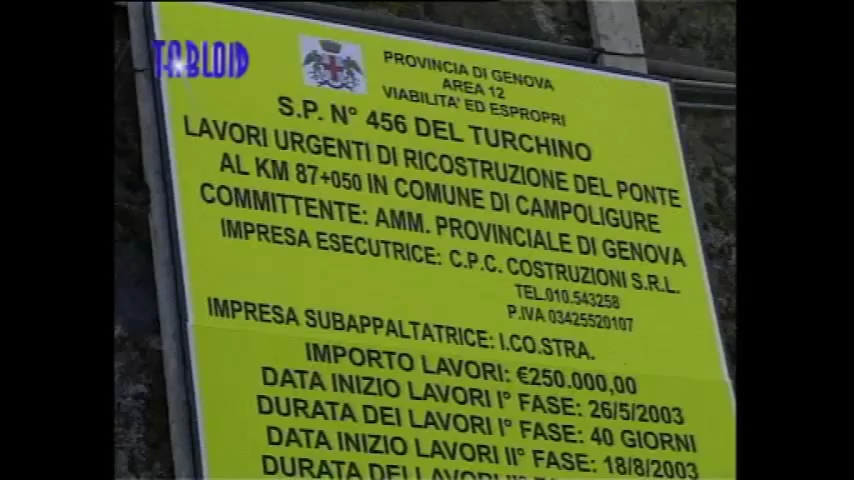 TABLOID
PROVINCIA DI GENOVA
AREA 12
VIABILITA' ED ESPROPRI
S.P. N° 456 DEL TURCHINO
LAVORI URGENTI DI RICOSTRUZIONE DEL PONTE
AL KM 87+050 IN COMUNE DI CAMPOLIGURE
COMMITTENTE: AMM. PROVINCIALE DI GENOVA
IMPRESA ESECUTRICE: C.P.C. COSTRUZIONI S.R.L.
TEL.010.543258
P.IVA 03425520107
IMPRESA SUBAPPALTATRICE: I.CO.STRA.
IMPORTO LAVORI: €250.000,00
DATA INIZIO LAVORI I° FASE: 26/5/2003
DURATA DEI LAVORI I° FASE: 40 GIORNI
DATA INIZIO LAVORI II° FASE: 18/8/2003
DURATA DEI LAVORI II°